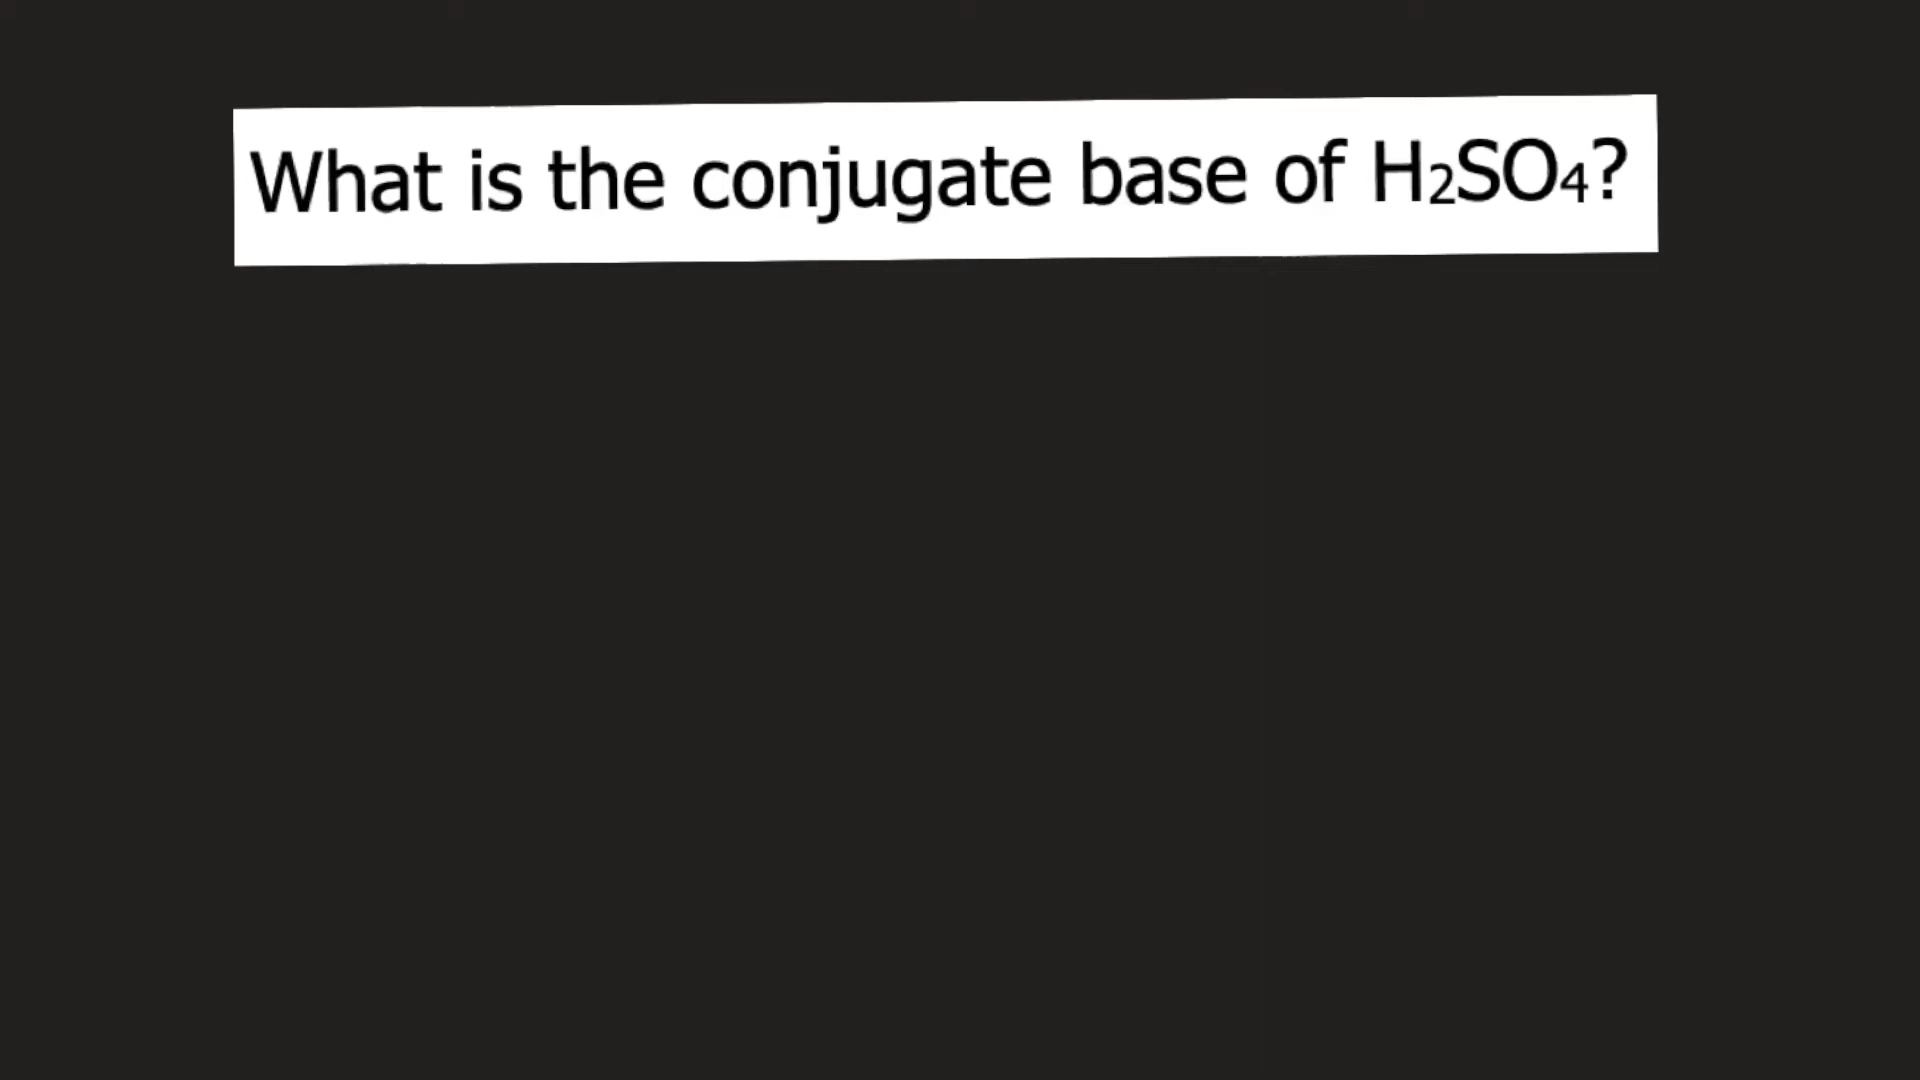 What is the conjugate base of H₂SO₄?